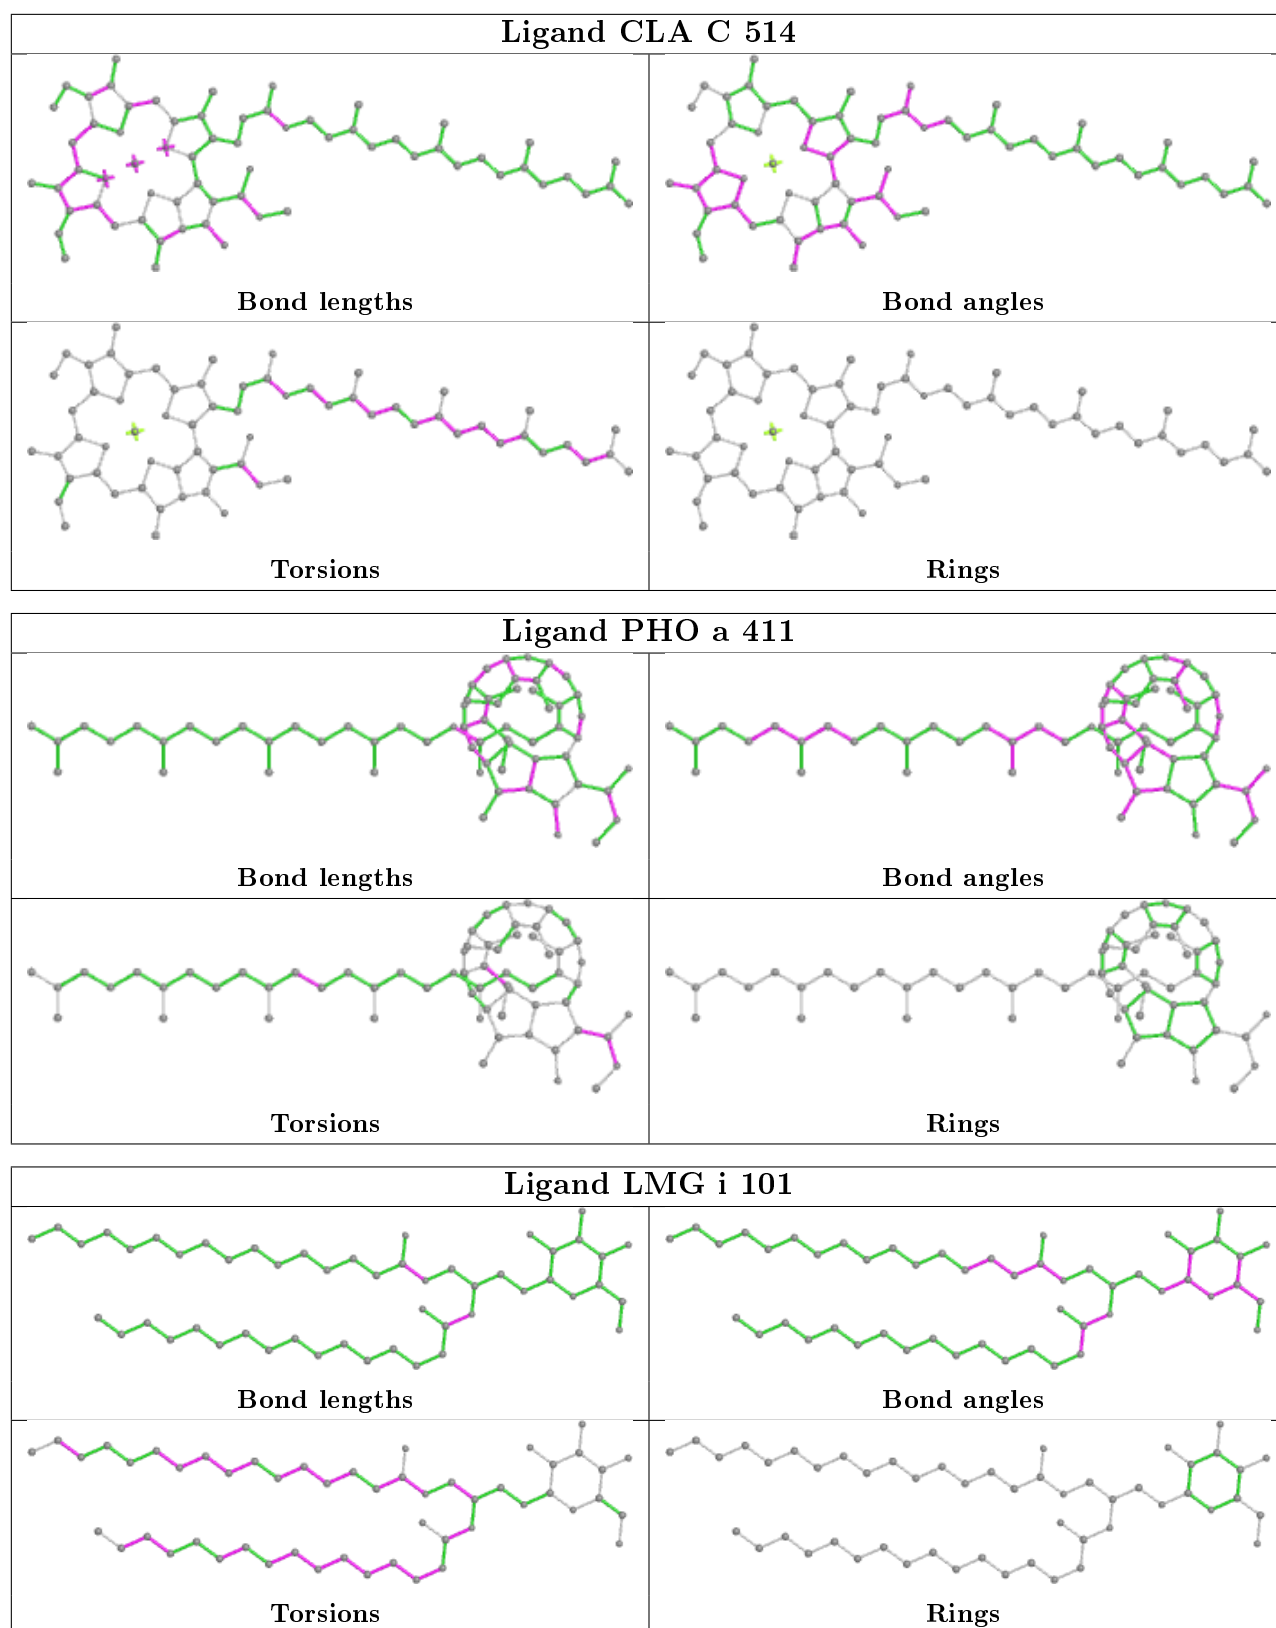 Ligand CLA C 514
Bond lengths
Bond angles
Torsions
Rings
Ligand PHO a 411
Bond lengths
Bond angles
Torsions
Rings
Ligand LMG i 101
Bond lengths
Bond angles
Torsions
Rings